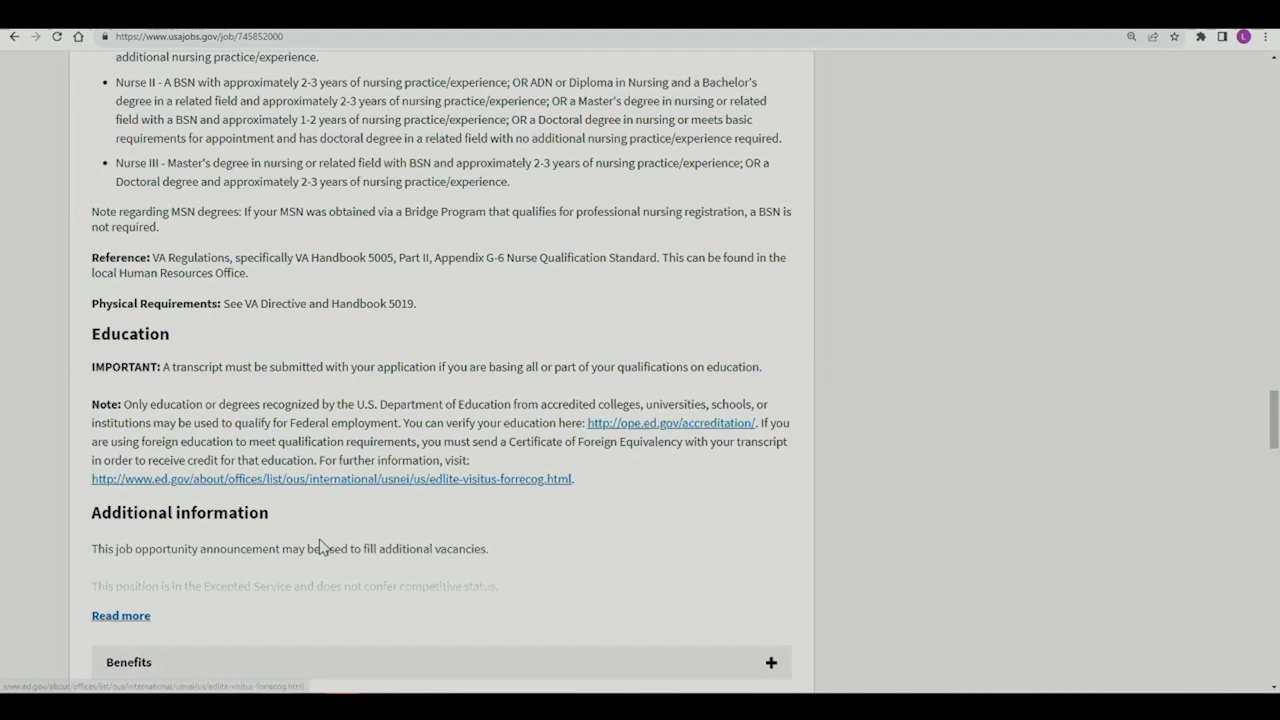 https://www.usajobs.gov/job/745852000
L
additional nursing practice/experience.
• Nurse II - A BSN with approximately 2-3 years of nursing practice/experience; OR ADN or Diploma in Nursing and a Bachelor's
degree in a related field and approximately 2-3 years of nursing practice/experience; OR a Master's degree in nursing or related
field with a BSN and approximately 1-2 years of nursing practice/experience; OR a Doctoral degree in nursing or meets basic
requirements for appointment and has doctoral degree in a related field with no additional nursing practice/experience required.
• Nurse III - Master's degree in nursing or related field with BSN and approximately 2-3 years of nursing practice/experience; OR a
Doctoral degree and approximately 2-3 years of nursing practice/experience.
Note regarding MSN degrees: If your MSN was obtained via a Bridge Program that qualifies for professional nursing registration, a BSN is
not required.
Reference: VA Regulations, specifically VA Handbook 5005, Part II, Appendix G-6 Nurse Qualification Standard. This can be found in the
local Human Resources Office.
Physical Requirements: See VA Directive and Handbook 5019.
Education
IMPORTANT: A transcript must be submitted with your application if you are basing all or part of your qualifications on education.
Note: Only education or degrees recognized by the U.S. Department of Education from accredited colleges, universities, schools, or
institutions may be used to qualify for Federal employment. You can verify your education here: http://ope.ed.gov/accreditation/. If you
are using foreign education to meet qualification requirements, you must send a Certificate of Foreign Equivalency with your transcript
in order to receive credit for that education. For further information, visit:
http://www.ed.gov/about/offices/list/ous/international/usnei/us/edlite-visitus-forrecog.html.
Additional information
This job opportunity announcement may be used to fill additional vacancies.
This position is in the Excepted Service and does not confer competitive status.
Read more
Benefits
www.ed.gov/about/offices/list/ous/international/usnei/us/edlite-visitus-forrecog.html